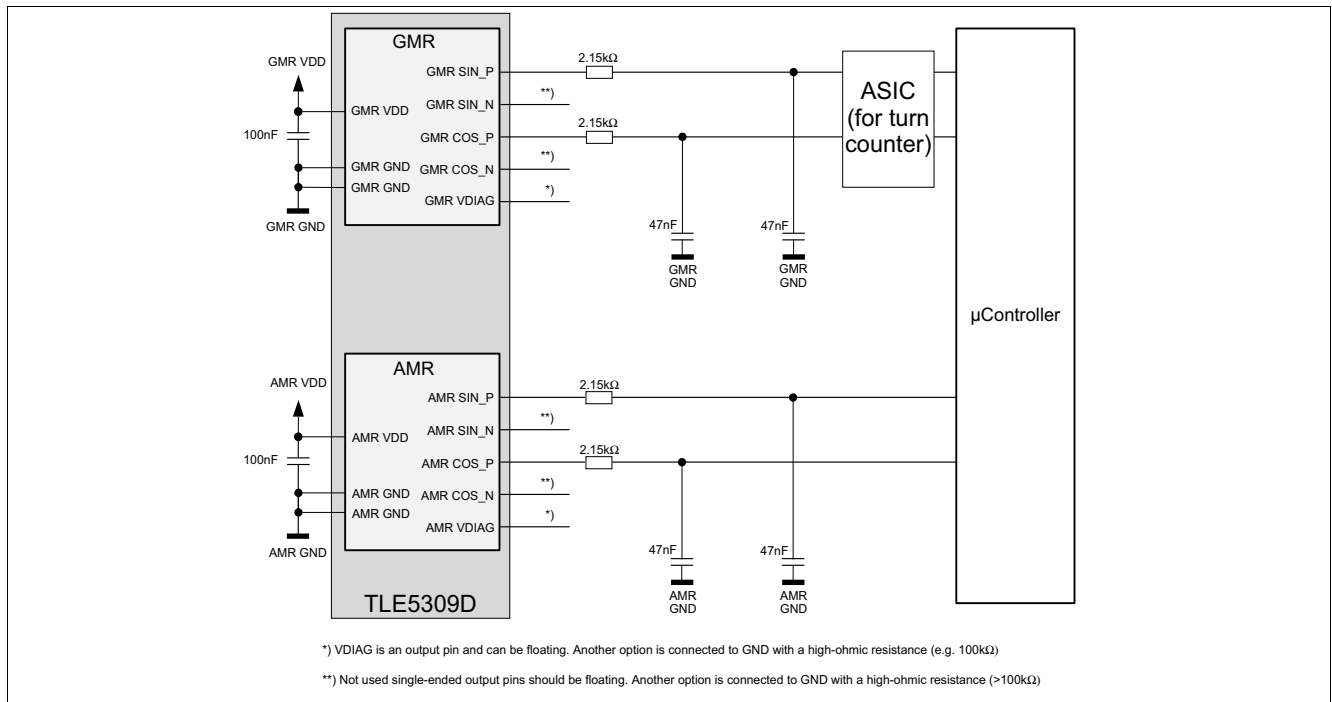 GMR
GMR VDD
GMR SIN_P
2.15kΩ
GMR VDD
GMR SIN_N
**)
100nF
GMR COS_P
2.15kΩ
GMR GND
GMR COS_N
**)
GMR GND
GMR VDIAG
*)
GMR GND
ASIC
(for turn
counter)
47nF
GMR
GND
47nF
GMR
GND
µController
AMR
AMR VDD
AMR SIN_P
2.15kΩ
AMR VDD
AMR SIN_N
**)
100nF
AMR COS_P
2.15kΩ
AMR GND
AMR COS_N
**)
AMR GND
AMR VDIAG
*)
AMR GND
47nF
AMR
GND
47nF
AMR
GND
TLE5309D
*) VDIAG is an output pin and can be floating. Another option is connected to GND with a high-ohmic resistance (e.g. 100kΩ)
**) Not used single-ended output pins should be floating. Another option is connected to GND with a high-ohmic resistance (>100kΩ)